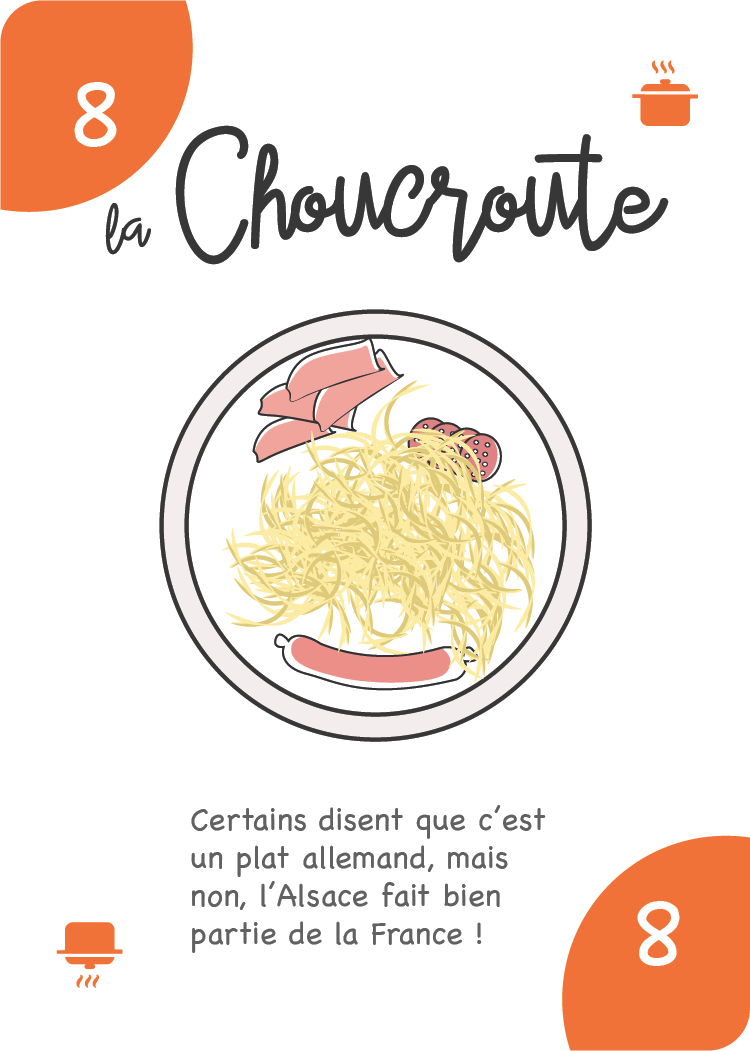 8
la Choucroute
Certains disent que c'est
un plat allemand, mais
non, l'Alsace fait bien
partie de la France !
8